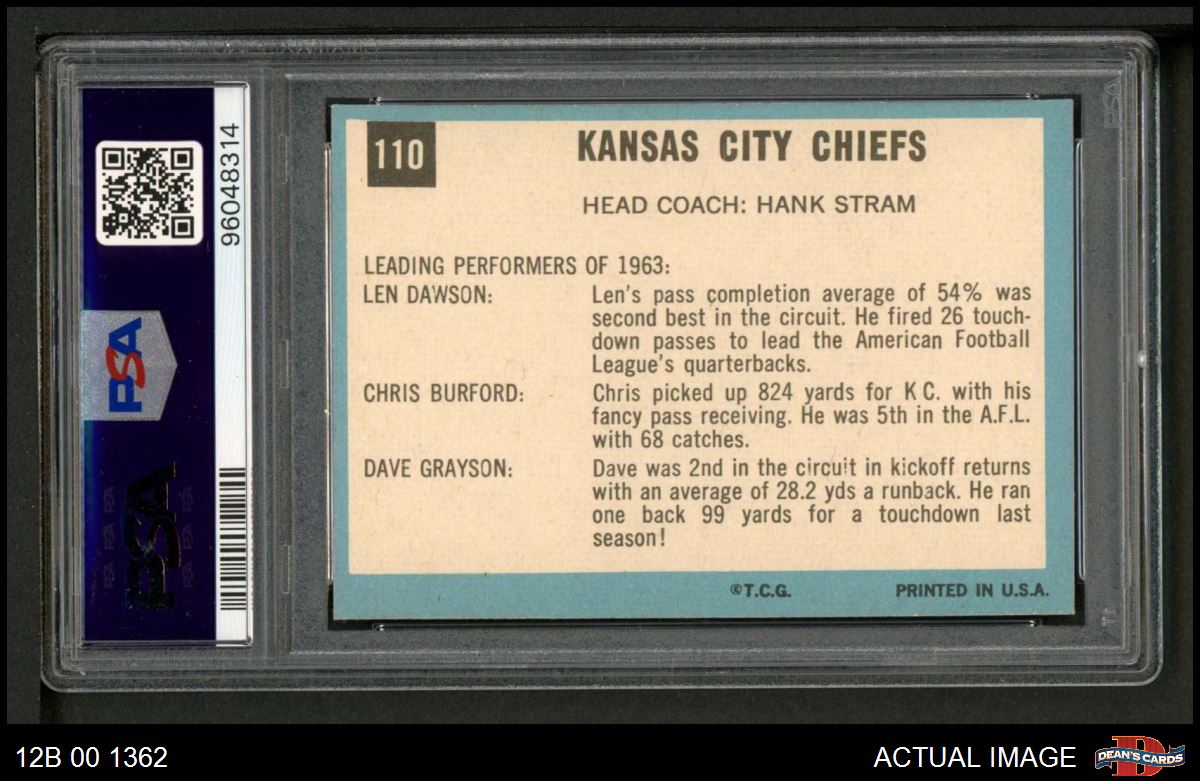 PSA
96048314
PSA
110
KANSAS CITY CHIEFS
HEAD COACH: HANK STRAM
LEADING PERFORMERS OF 1963:
LEN DAWSON: Len's pass completion average of 54% was
second best in the circuit. He fired 26 touch-
down passes to lead the American Football
League's quarterbacks.
CHRIS BURFORD: Chris picked up 824 yards for K C. with his
fancy pass receiving. He was 5th in the A.F.L.
with 68 catches.
DAVE GRAYSON: Dave was 2nd in the circuit in kickoff returns
with an average of 28.2 yds a runback. He ran
one back 99 yards for a touchdown last
season!
©T.C.G. PRINTED IN U.S.A.
12B 00 1362
ACTUAL IMAGE
DEAN'S CARDS